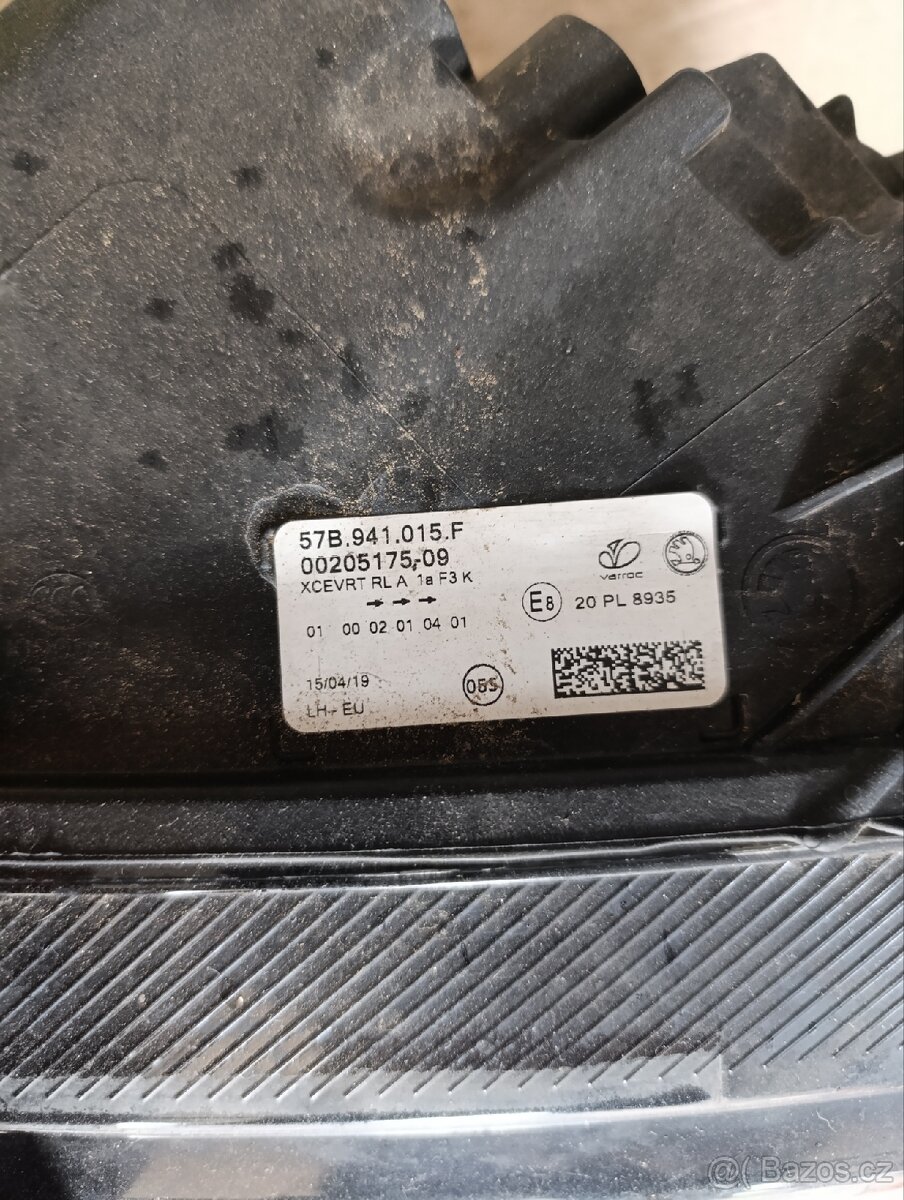 57B.941.015.F
00205175-09
XCEVRT RL A 1a F3 K
→ → →
01 00 02 01 04 01
15/04/19
LH - EU
varroc
E8 20 PL 8935
05S
@( Bazos.cz